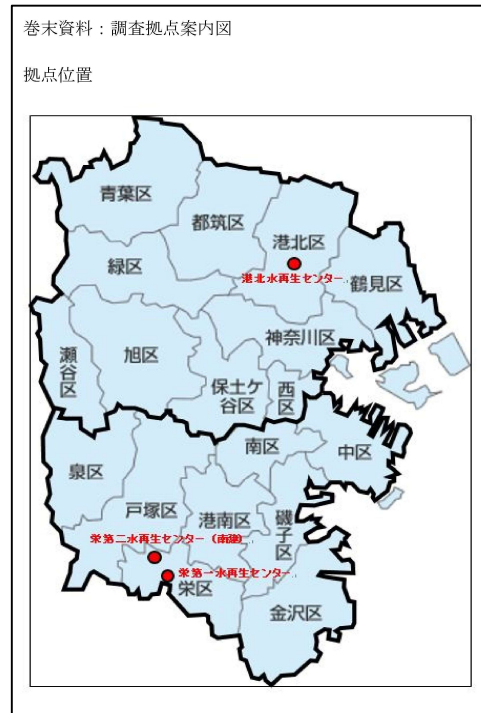 巻末資料：調査拠点案内図
拠点位置
青葉区
都筑区
港北区
港北水再生センター
鶴見区
緑区
神奈川区
瀬谷区
旭区
保土ケ谷区
西区
南区
中区
泉区
戸塚区
港南区
磯子区
栄第二水再生センター
栄第一水再生センター
栄区
金沢区